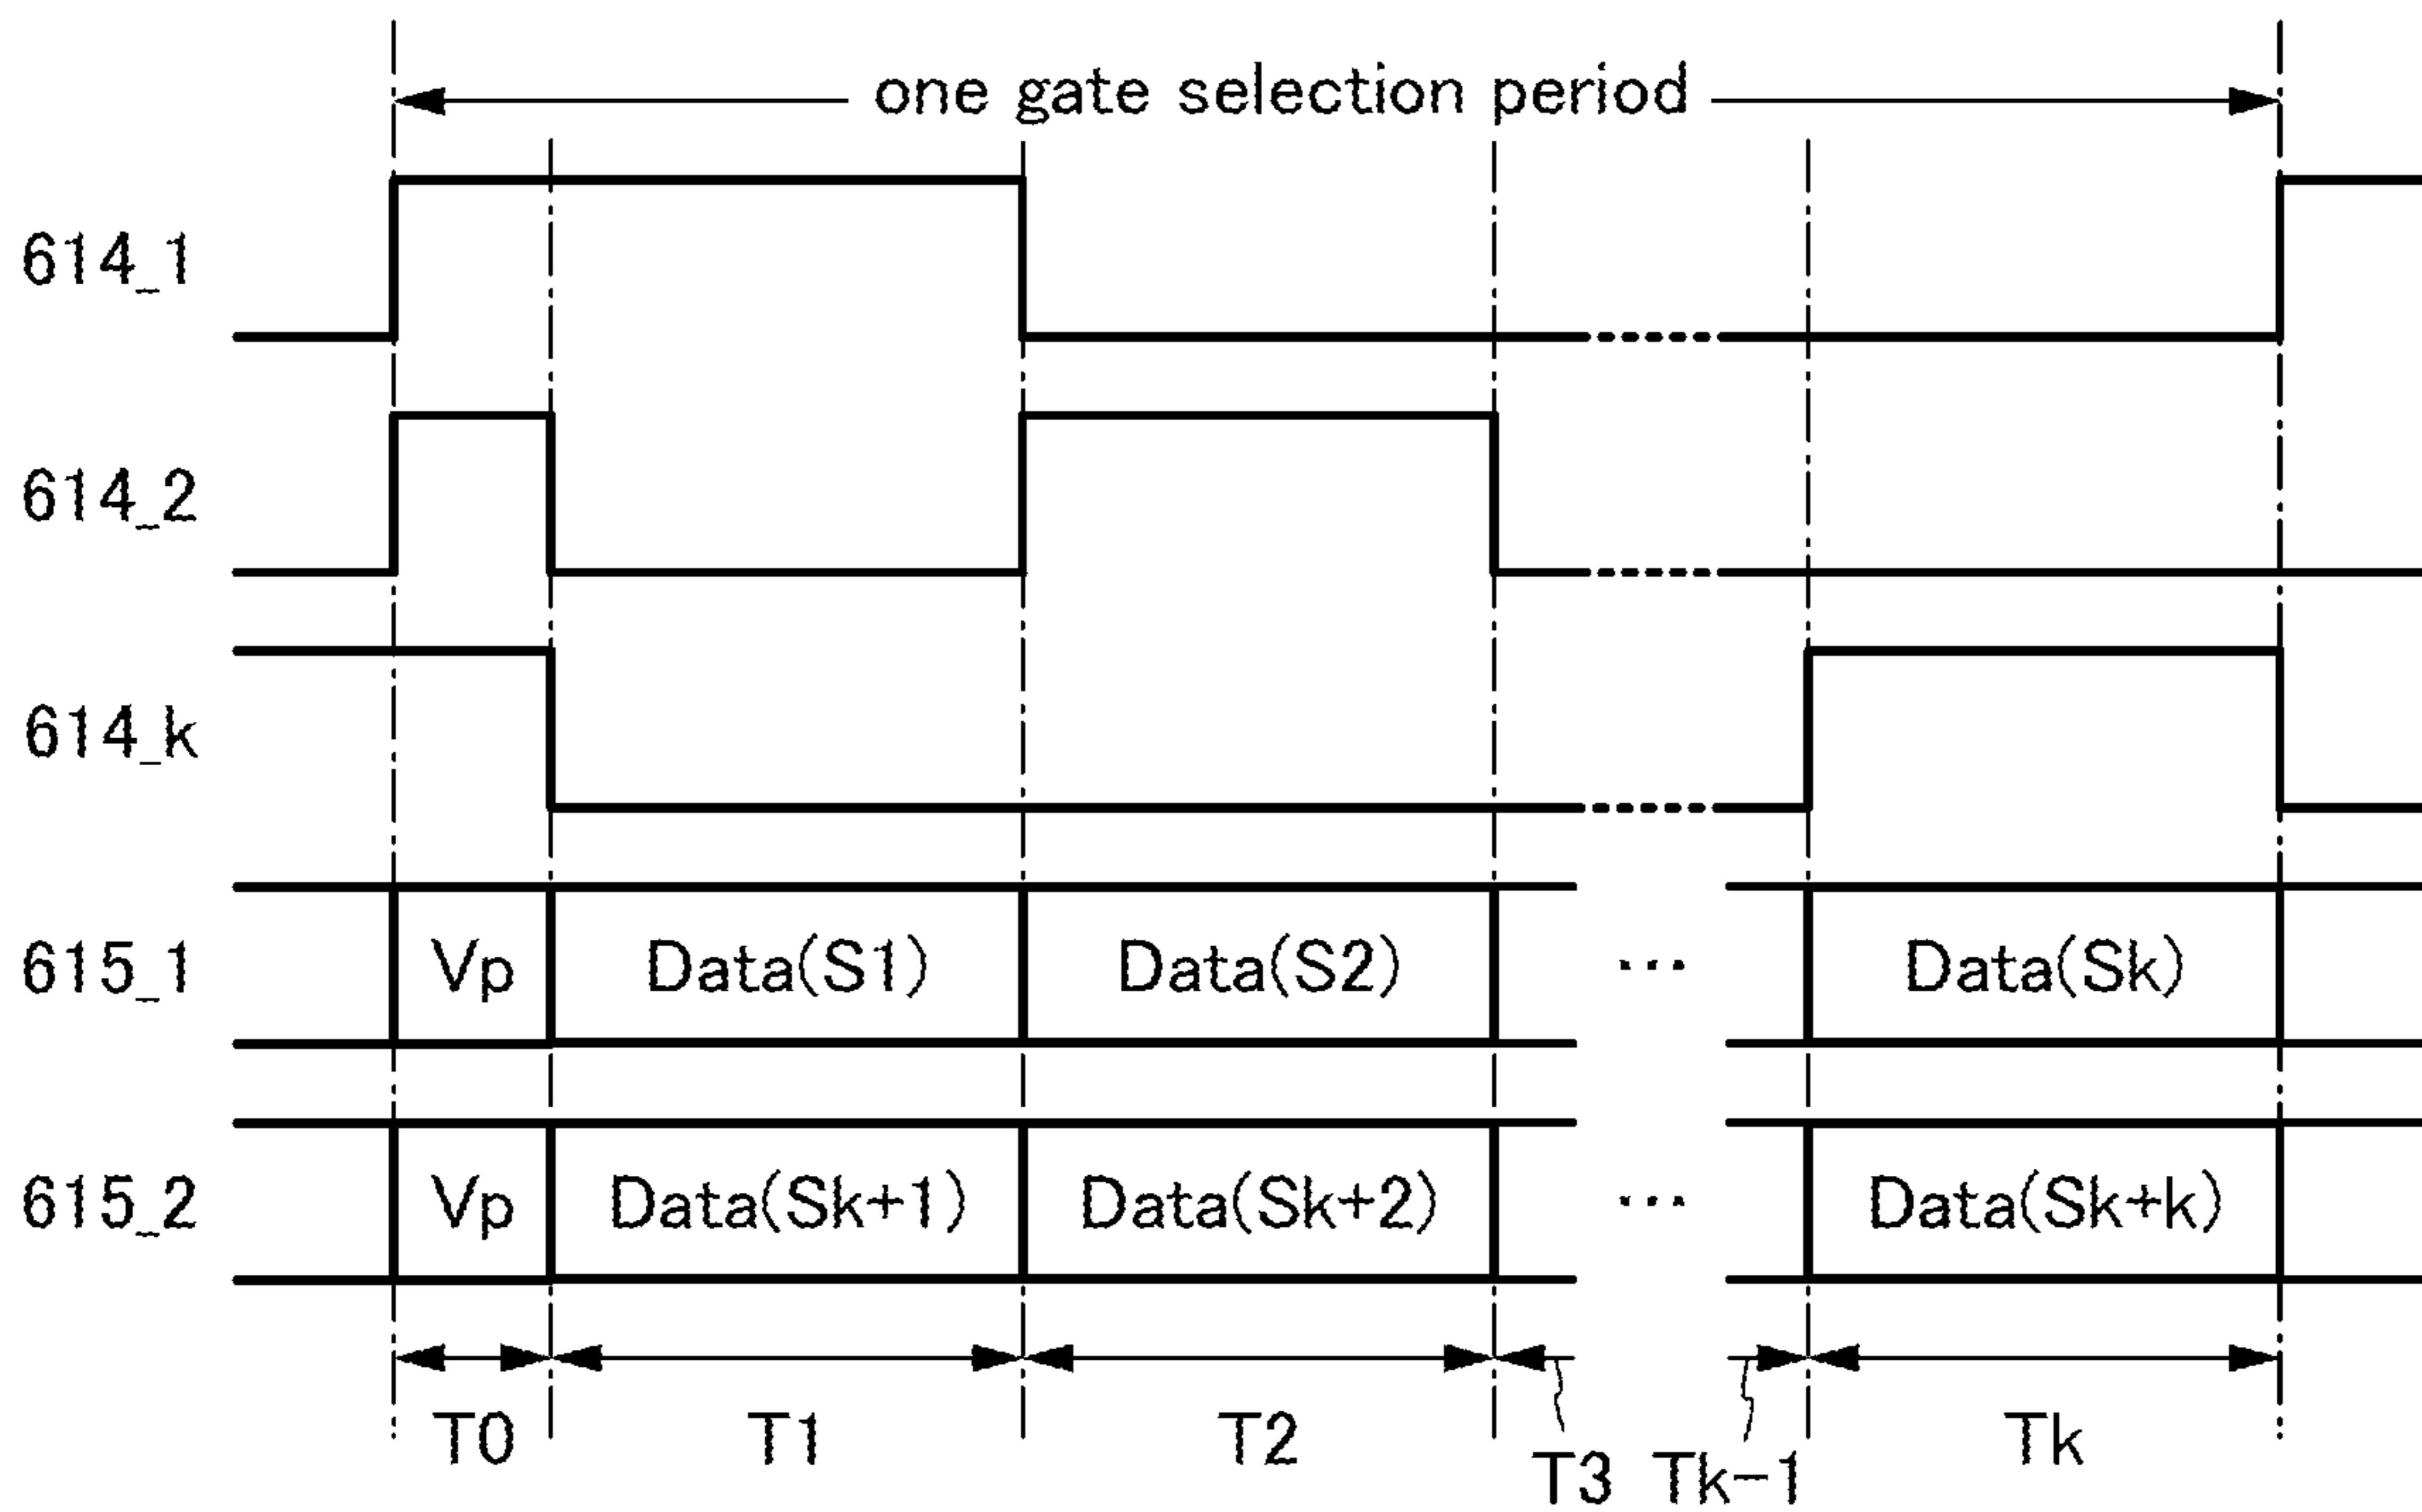 one gate selection period
614_1
614_2
614_k
615_1 Vp Data(S1) Data(S2) ... Data(Sk)
615_2 Vp Data(Sk+1) Data(Sk+2) ... Data(Sk+k)
T0 T1 T2 T3 Tk-1 Tk